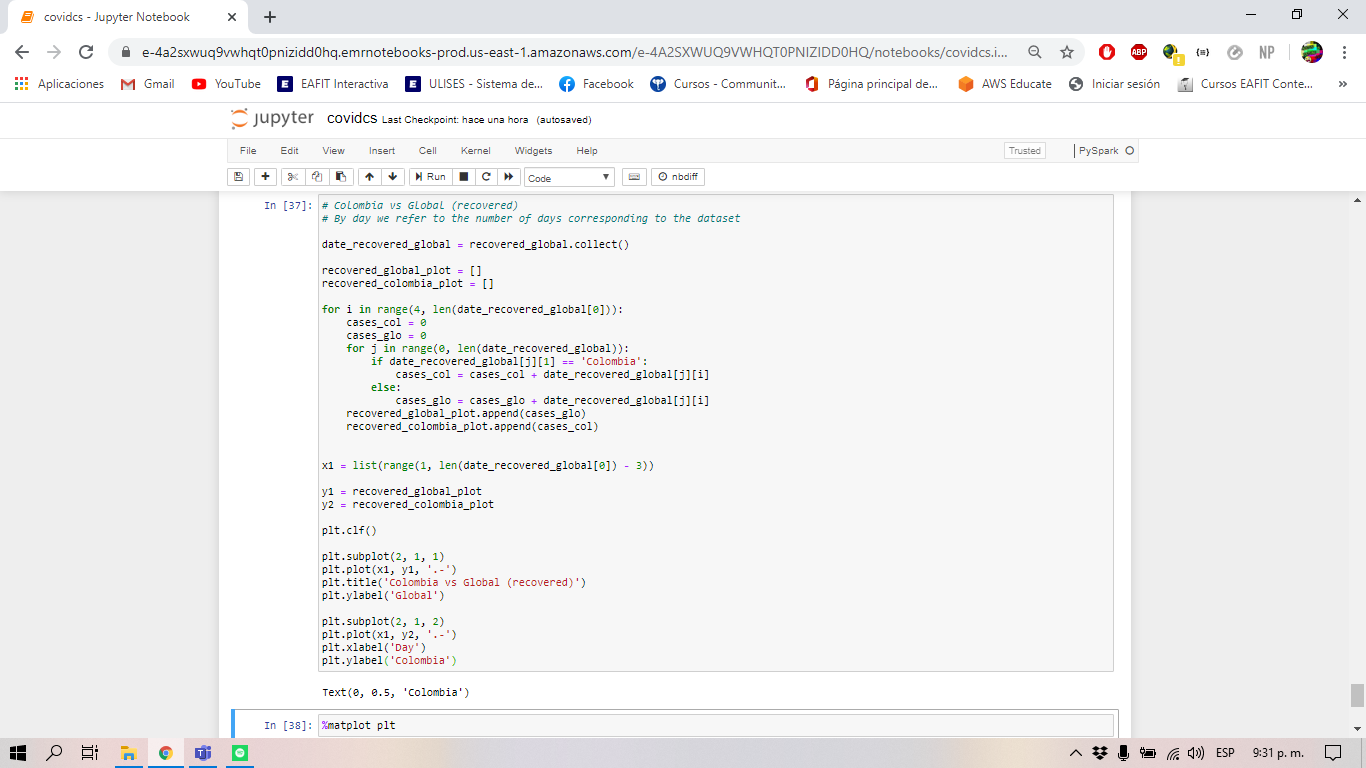 covidcs - Jupyter Notebook
e-4a2sxwuq9vwhqt0pnizidd0hq.emrnotebooks-prod.us-east-1.amazonaws.com/e-4A2SXWUQ9VWHQT0PNIZIDD0HQ/notebooks/covidcs.i...
ABP
NP
Aplicaciones Gmail YouTube EAFIT Interactiva ULISES - Sistema de... Facebook Cursos - Communit... Página principal de... AWS Educate Iniciar sesión Cursos EAFIT Conte... »
jupyter covidcs Last Checkpoint: hace una hora (autosaved)
File Edit View Insert Cell Kernel Widgets Help Trusted PySpark
Run Code nbdiff
In [37]: # Colombia vs Global (recovered)
# By day we refer to the number of days corresponding to the dataset
date_recovered_global = recovered_global.collect()
recovered_global_plot = []
recovered_colombia_plot = []
for i in range(4, len(date_recovered_global[0])):
    cases_col = 0
    cases_glo = 0
    for j in range(0, len(date_recovered_global)):
        if date_recovered_global[j][1] == 'Colombia':
            cases_col = cases_col + date_recovered_global[j][i]
        else:
            cases_glo = cases_glo + date_recovered_global[j][i]
    recovered_global_plot.append(cases_glo)
    recovered_colombia_plot.append(cases_col)
x1 = list(range(1, len(date_recovered_global[0]) - 3))
y1 = recovered_global_plot
y2 = recovered_colombia_plot
plt.clf()
plt.subplot(2, 1, 1)
plt.plot(x1, y1, '.-')
plt.title('Colombia vs Global (recovered)')
plt.ylabel('Global')
plt.subplot(2, 1, 2)
plt.plot(x1, y2, '.-')
plt.xlabel('Day')
plt.ylabel('Colombia')
Text(0, 0.5, 'Colombia')
In [38]: %matplot plt
ESP 9:31 p. m.